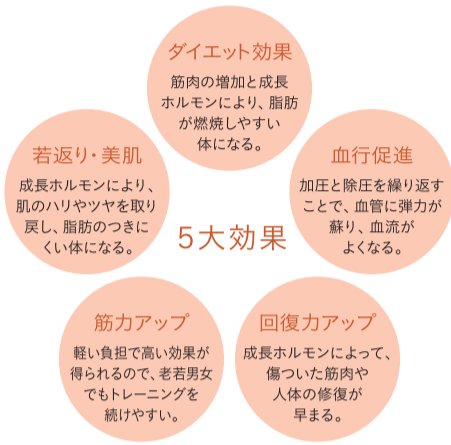 ダイエット効果
筋肉の増加と成長
ホルモンにより、脂肪
が燃焼しやすい
体になる。
若返り・美肌
成長ホルモンにより、
肌のハリやツヤを取り
戻し、脂肪のつきに
くい体になる。
血行促進
加圧と除圧を繰り返す
ことで、血管に弾力が
蘇り、血流が
よくなる。
5大効果
筋力アップ
軽い負担で高い効果が
得られるので、老若男女
でもトレーニングを
続けやすい。
回復力アップ
成長ホルモンによって、
傷ついた筋肉や
人体の修復が
早まる。